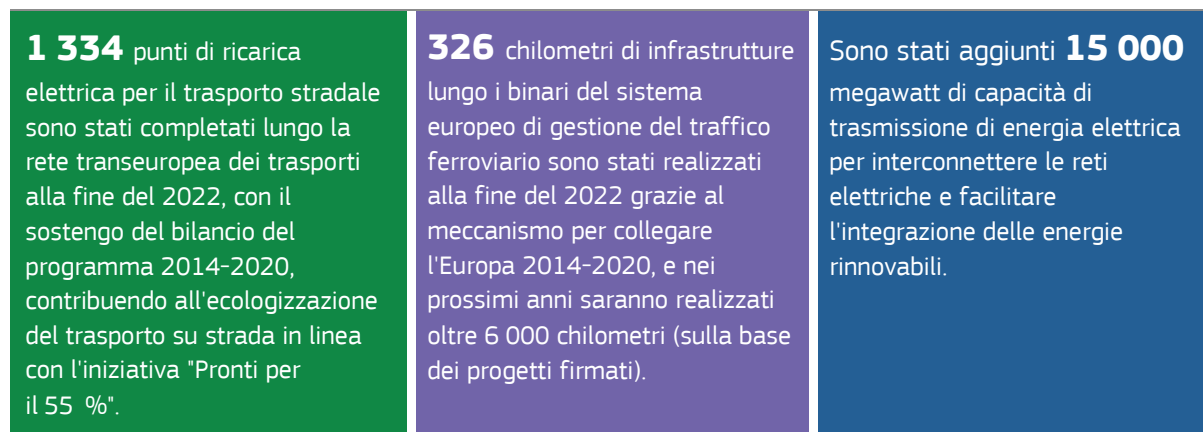 1 334 punti di ricarica
elettrica per il trasporto stradale
sono stati completati lungo la
rete transeuropea dei trasporti
alla fine del 2022, con il
sostengo del bilancio del
programma 2014-2020,
contribuendo all'ecologizzazione
del trasporto su strada in linea
con l'iniziativa "Pronti per
il 55 %".
326 chilometri di infrastrutture
lungo i binari del sistema
europeo di gestione del traffico
ferroviario sono stati realizzati
alla fine del 2022 grazie al
meccanismo per collegare
l'Europa 2014-2020, e nei
prossimi anni saranno realizzati
oltre 6 000 chilometri (sulla base
dei progetti firmati).
Sono stati aggiunti 15 000
megawatt di capacità di
trasmissione di energia elettrica
per interconnettere le reti
elettriche e facilitare
l'integrazione delle energie
rinnovabili.